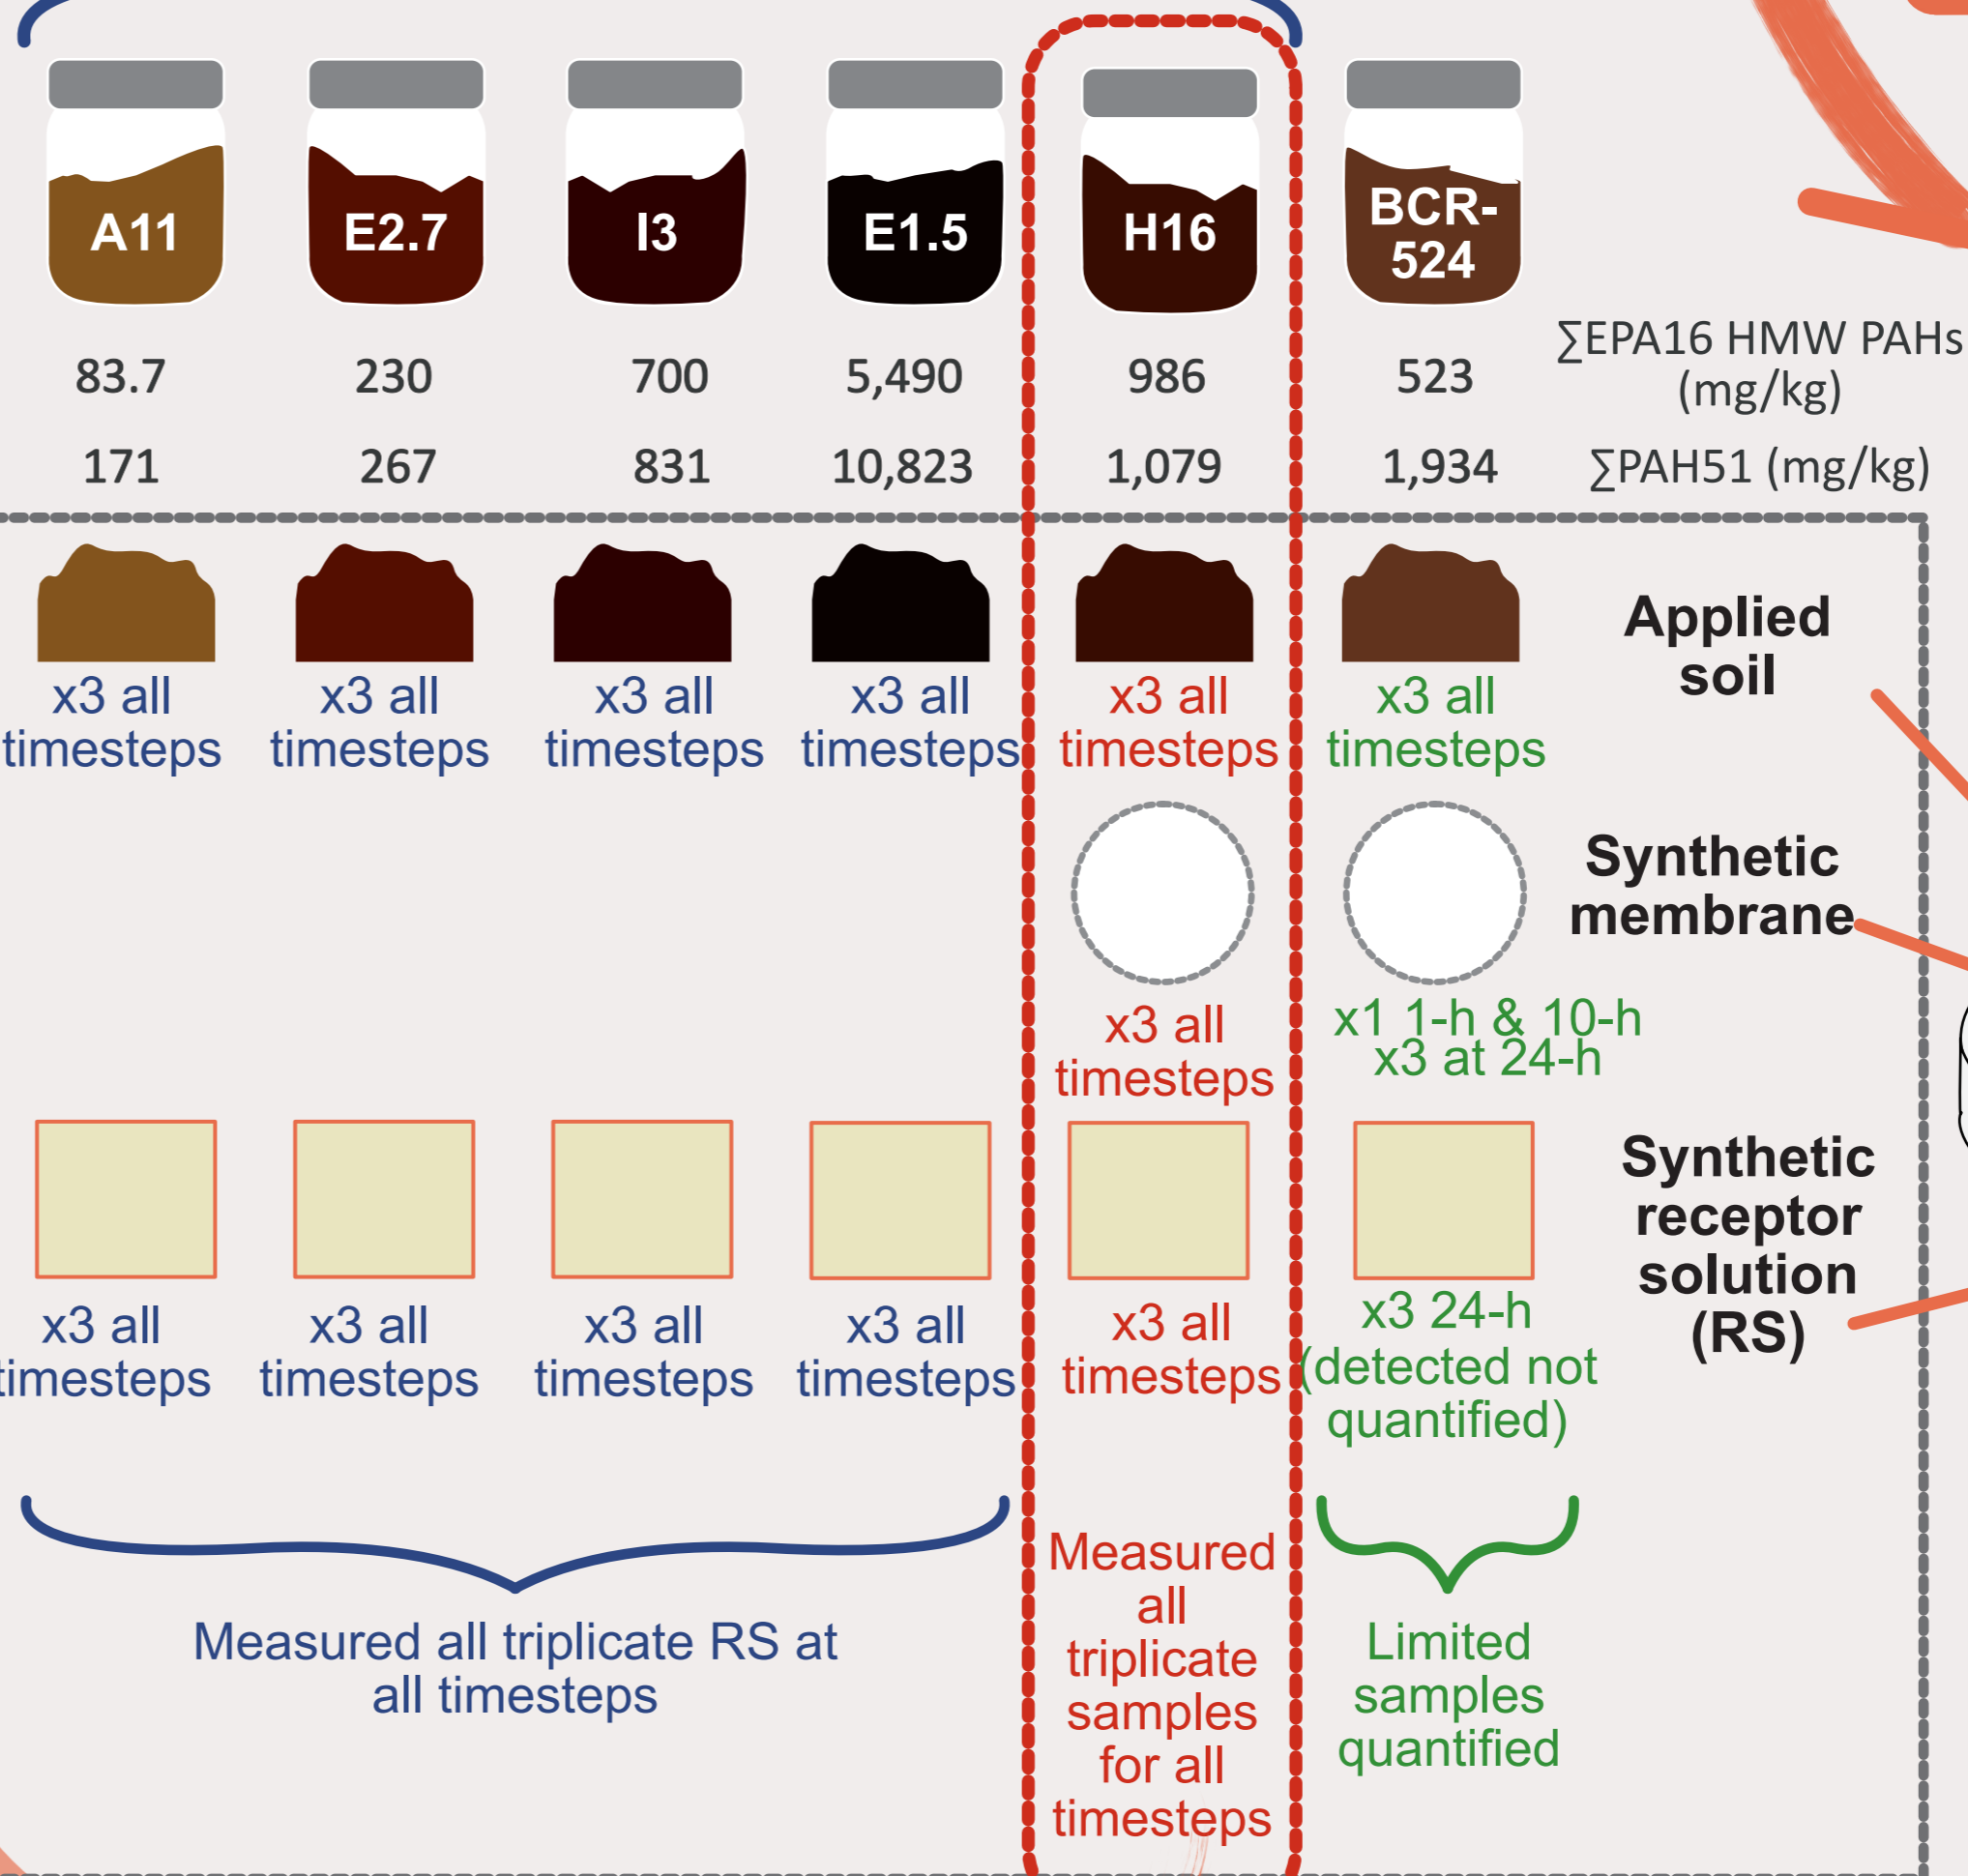 A11 E2.7 I3 E1.5 H16 BCR-
524
83.7 230 700 5,490 986 523 ∑EPA16 HMW PAHs
(mg/kg)
171 267 831 10,823 1,079 1,934 ∑PAH51 (mg/kg)
x3 all x3 all x3 all x3 all x3 all x3 all Applied
timesteps timesteps timesteps timesteps timesteps timesteps soil
Synthetic
membrane
x3 all x1 1-h & 10-h
timesteps x3 at 24-h
Synthetic
receptor
solution
(RS)
x3 all x3 all x3 all x3 all x3 all x3 24-h
timesteps timesteps timesteps timesteps timesteps (detected not
quantified)
Measured all triplicate RS at
all timesteps
Measured
all
triplicate
samples
for all
timesteps
Limited
samples
quantified